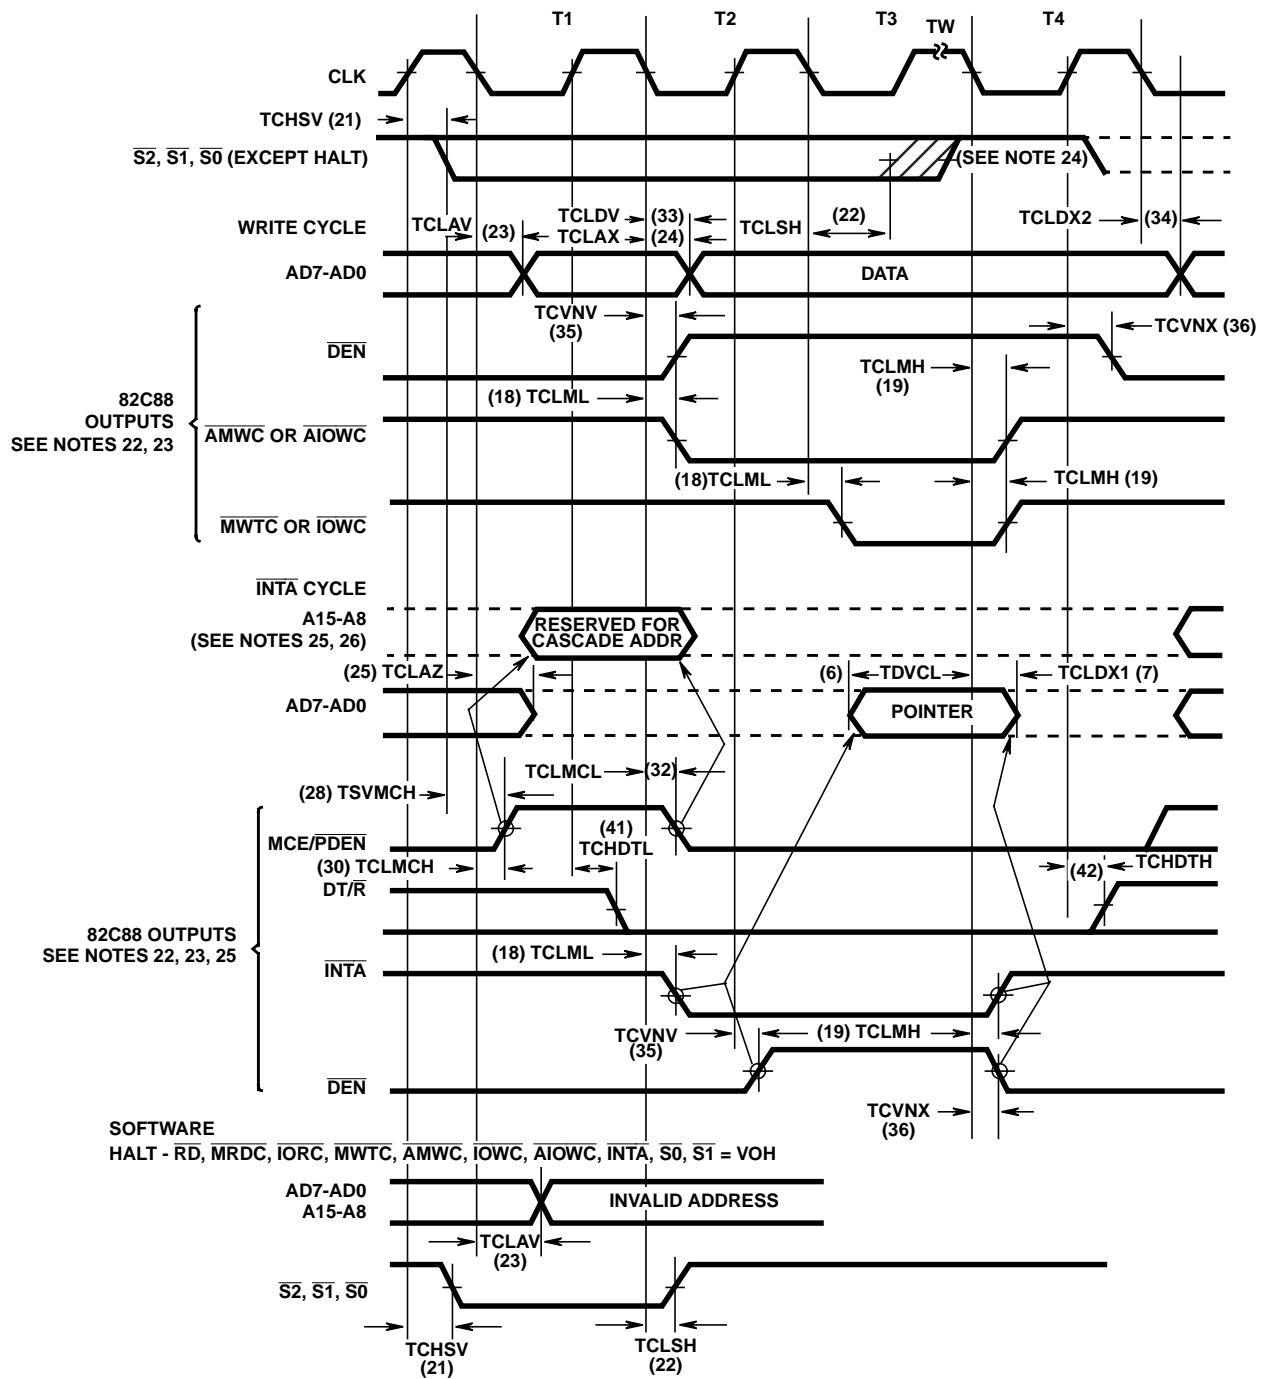 T1 T2 T3 TW T4
CLK
TCHSV (21)
S2, S1, S0 (EXCEPT HALT)
(SEE NOTE 24)
WRITE CYCLE
TCLAV (23)
TCLDV (33)
TCLAX (24)
TCLSH (22)
TCLDX2 (34)
AD7-AD0
DATA
TCVNV
(35)
TCVNX (36)
DEN
TCLMH
(19)
(18) TCLML
82C88
OUTPUTS
SEE NOTES 22, 23
AMWC OR AIOWC
(18)TCLML
TCLMH (19)
MWTC OR IOWC
INTA CYCLE
A15-A8
(SEE NOTES 25, 26)
RESERVED FOR
CASCADE ADDR
(25) TCLAZ
(6) TDVCL
TCLDX1 (7)
AD7-AD0
POINTER
TCLMCL (32)
(28) TSVMCH
MCE/PDEN
(41)
TCHDTL
(30) TCLMCH
(42) TCHDTH
DT/R
82C88 OUTPUTS
SEE NOTES 22, 23, 25
(18) TCLML
INTA
TCVNV
(35)
(19) TCLMH
DEN
TCVNX
(36)
SOFTWARE
HALT - RD, MRDC, IORC, MWTC, AMWC, IOWC, AIOWC, INTA, S0, S1 = VOH
AD7-AD0
A15-A8
INVALID ADDRESS
TCLAV
(23)
S2, S1, S0
TCHSV
(21)
TCLSH
(22)